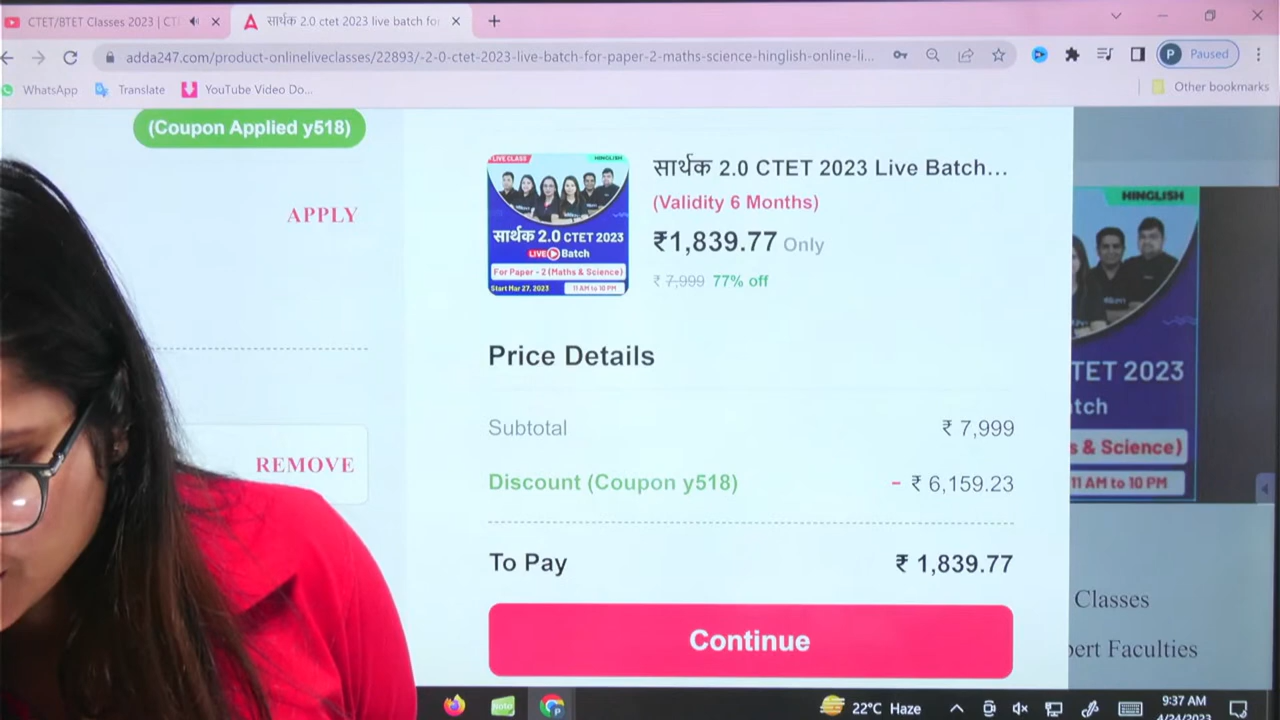 CTET/BTET Classes 2023 | CTI
सार्थक 2.0 ctet 2023 live batch for
adda247.com/product-onlineliveclasses/22893/-2-0-ctet-2023-live-batch-for-paper-2-maths-science-hinglish-online-li...
P Paused
WhatsApp
Translate
YouTube Video Do...
Other bookmarks
(Coupon Applied y518)
APPLY
REMOVE
LIVE CLASS
HINGLISH
सार्थक 2.0 CTET 2023
LIVE Batch
For Paper - 2 (Maths & Science)
Start Mar 27, 2023
11 AM to 10 PM
सार्थक 2.0 CTET 2023 Live Batch...
(Validity 6 Months)
₹1,839.77 Only
₹ 7,999 77% off
Price Details
Subtotal
₹ 7,999
Discount (Coupon y518)
- ₹ 6,159.23
To Pay
₹ 1,839.77
Continue
HINGLISH
TET 2023
tch
s & Science)
11 AM to 10 PM
Classes
pert Faculties
Note
P
22°C Haze
9:37 AM
4/24/2023